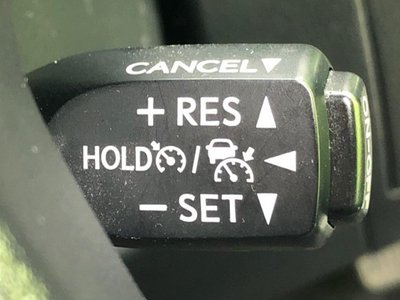 CANCEL▼
+ RES ▲
HOLD / ◀
− SET ▼